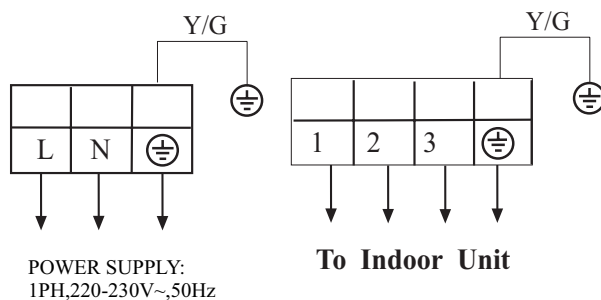 Y/G
Y/G
L N
1 2 3
POWER SUPPLY:
1PH,220-230V~,50Hz
To Indoor Unit